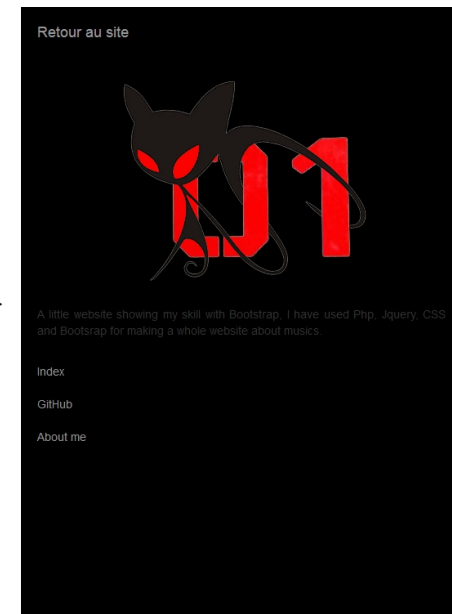 Retour au site
A little website showing my skill with Bootstrap, I have used Php, Jquery, CSS
and Bootsrap for making a whole website about musics.
Index
GitHub
About me